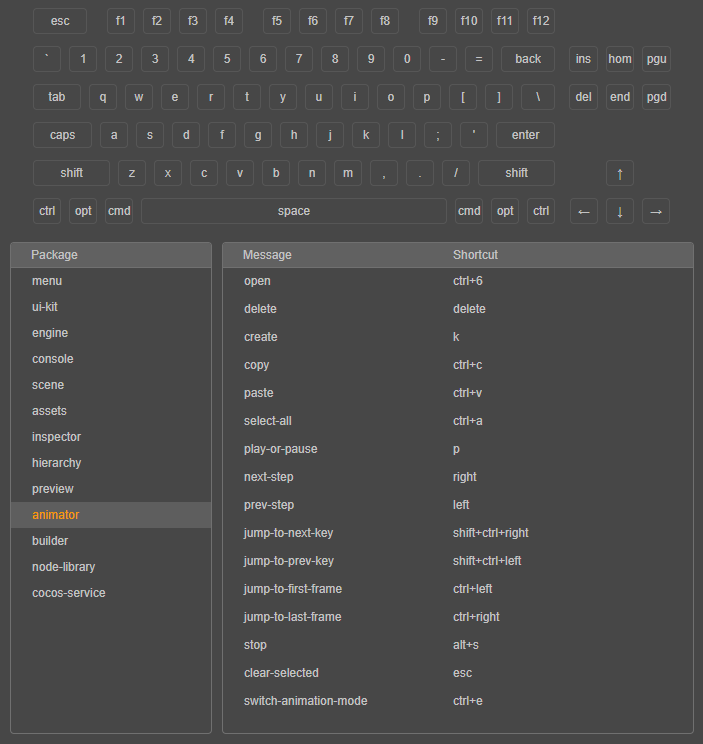 esc f1 f2 f3 f4 f5 f6 f7 f8 f9 f10 f11 f12
` 1 2 3 4 5 6 7 8 9 0 - = back ins hom pgu
tab q w e r t y u i o p [ ] \ del end pgd
caps a s d f g h j k l ; ' enter
shift z x c v b n m , . / shift ↑
ctrl opt cmd space cmd opt ctrl ← ↓ →
Package
menu
ui-kit
engine
console
scene
assets
inspector
hierarchy
preview
animator
builder
node-library
cocos-service
Message Shortcut
open ctrl+6
delete delete
create k
copy ctrl+c
paste ctrl+v
select-all ctrl+a
play-or-pause p
next-step right
prev-step left
jump-to-next-key shift+ctrl+right
jump-to-prev-key shift+ctrl+left
jump-to-first-frame ctrl+left
jump-to-last-frame ctrl+right
stop alt+s
clear-selected esc
switch-animation-mode ctrl+e